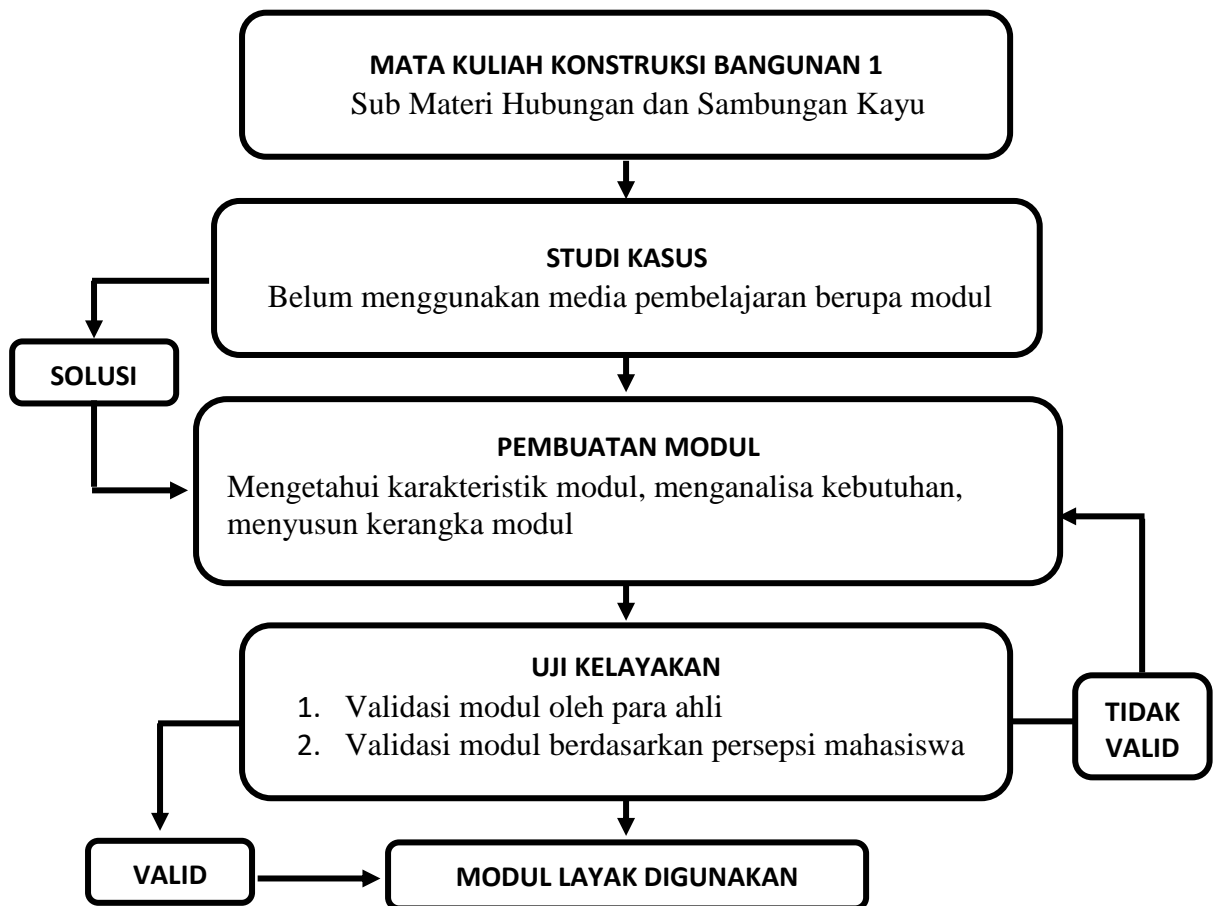 MATA KULIAH KONSTRUKSI BANGUNAN 1
Sub Materi Hubungan dan Sambungan Kayu
STUDI KASUS
Belum menggunakan media pembelajaran berupa modul
SOLUSI
PEMBUATAN MODUL
Mengetahui karakteristik modul, menganalisa kebutuhan,
menyusun kerangka modul
UJI KELAYAKAN
1. Validasi modul oleh para ahli
2. Validasi modul berdasarkan persepsi mahasiswa
TIDAK
VALID
VALID
MODUL LAYAK DIGUNAKAN